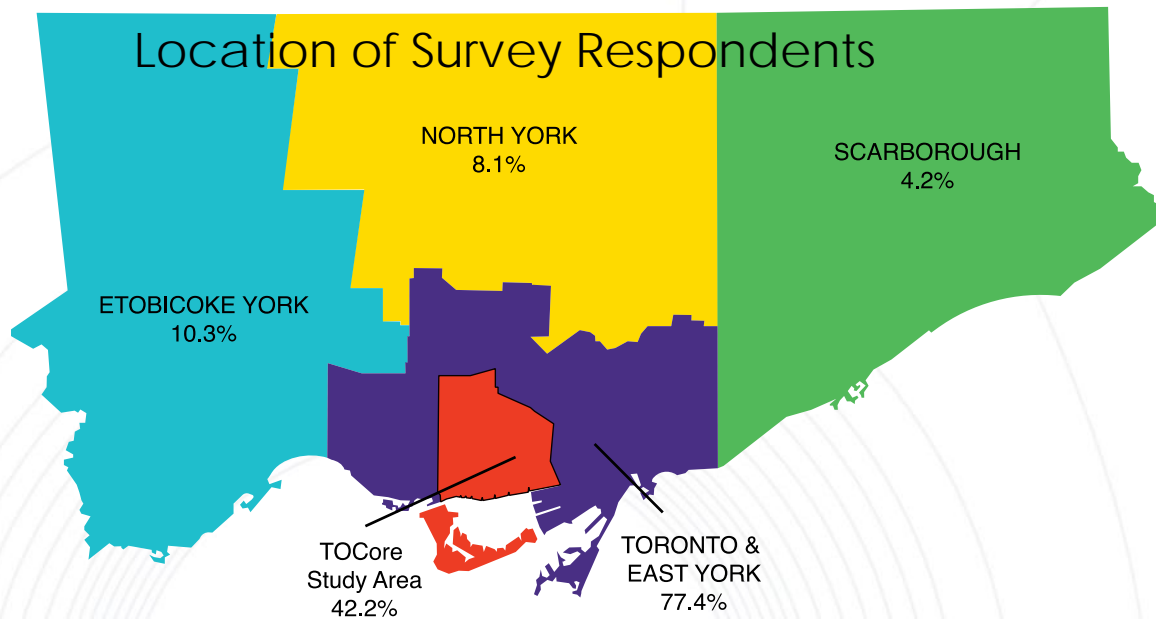 Location of Survey Respondents
NORTH YORK
8.1%
SCARBOROUGH
4.2%
ETOBICOKE YORK
10.3%
TOCore
Study Area
42.2%
TORONTO &
EAST YORK
77.4%